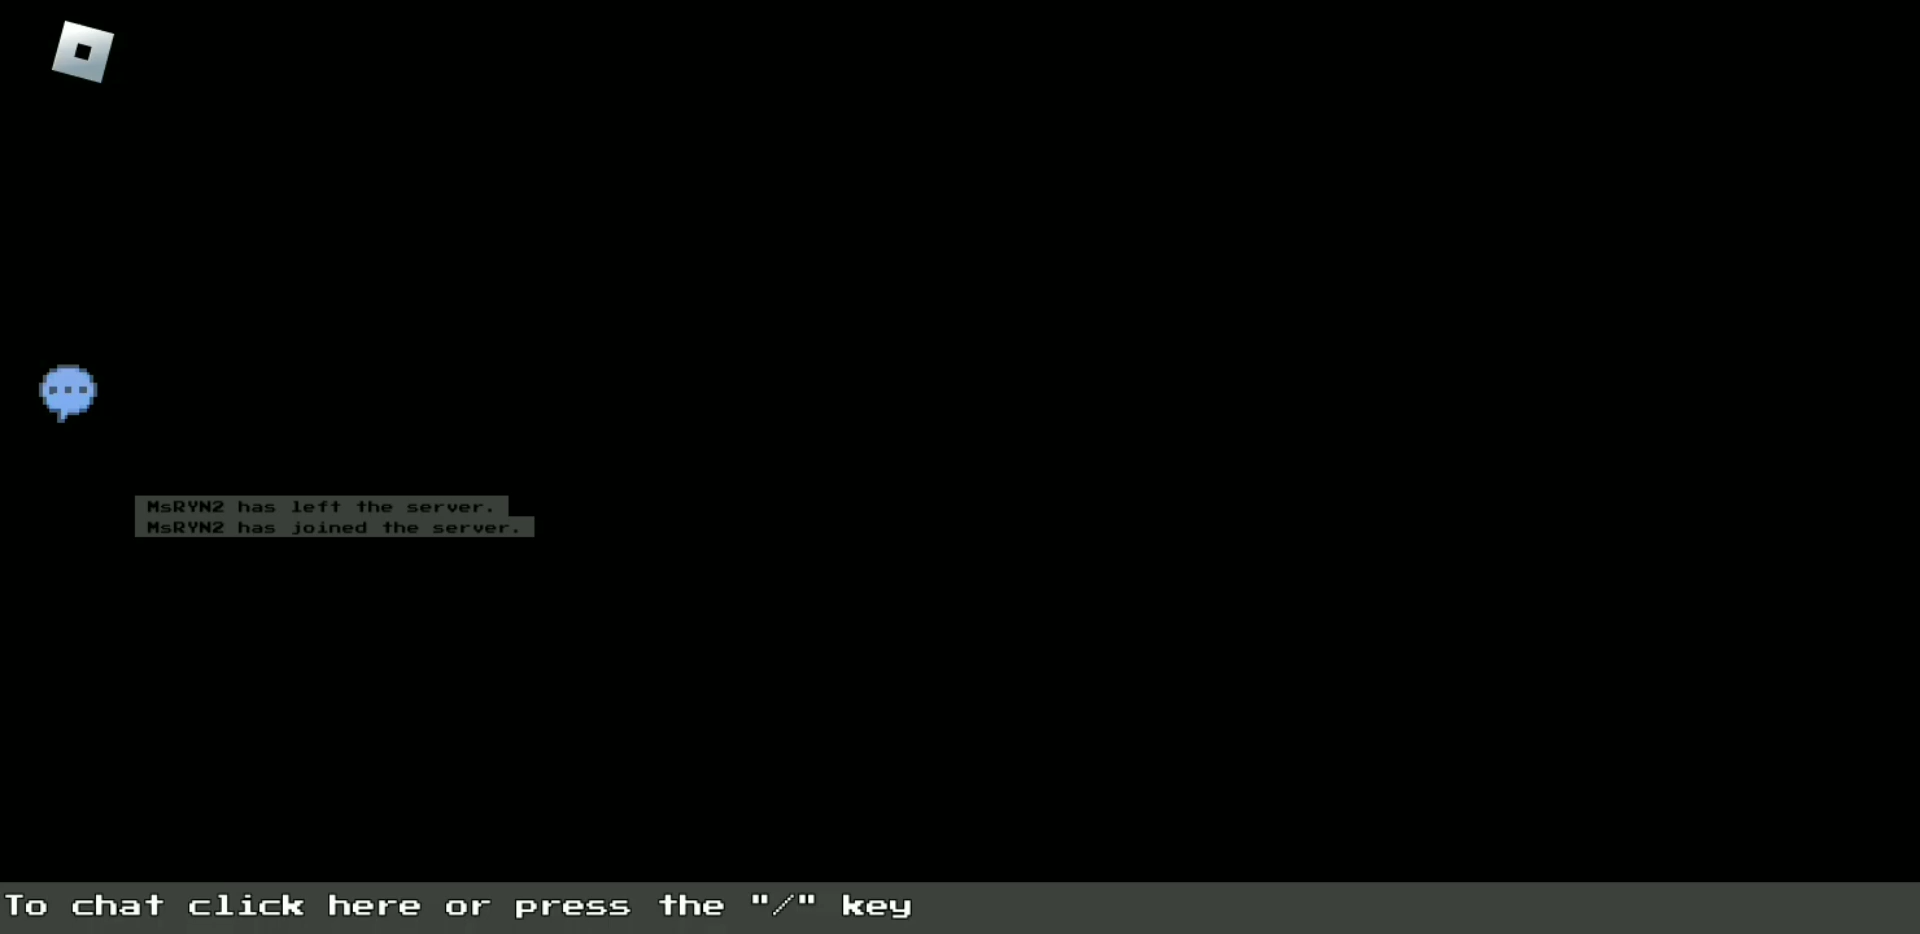 MsRYN2 has left the server.
MsRYN2 has joined the server.
To chat click here or press the "/" key